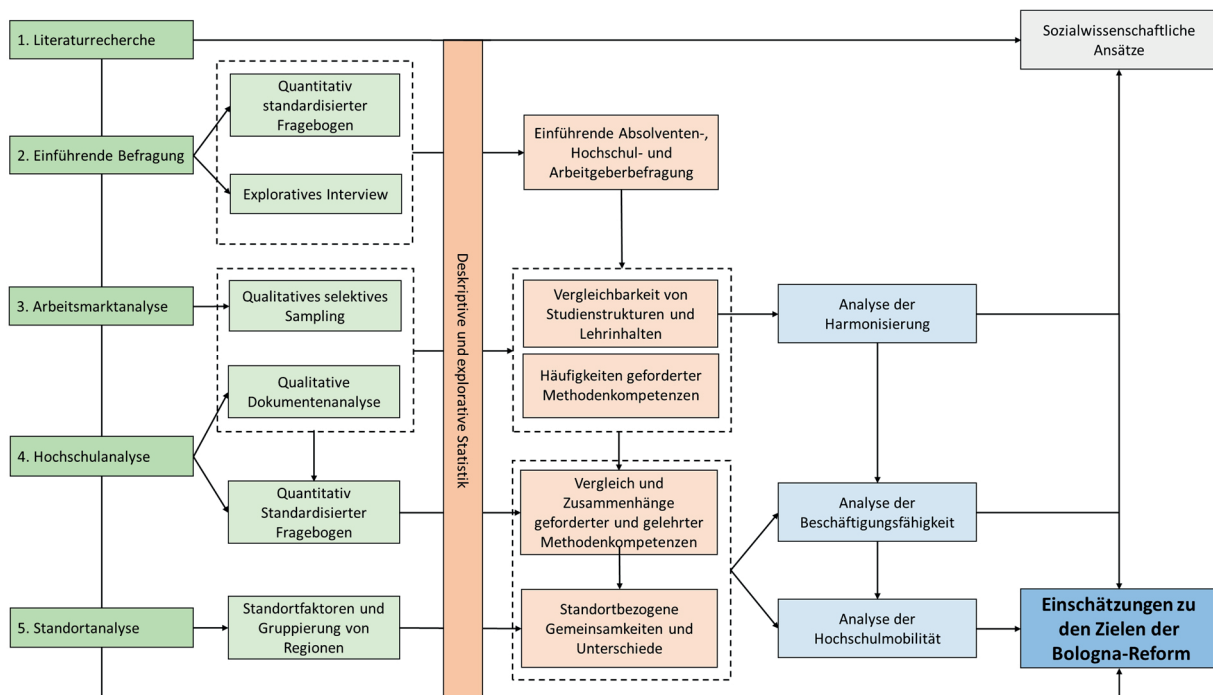 1. Literaturrecherche
Sozialwissenschaftliche
Ansätze
Quantitativ
standardisierter
Fragebogen
2. Einführende Befragung
Exploratives Interview
Einführende Absolventen-,
Hochschul- und
Arbeitgeberbefragung
Deskriptive und explorative Statistik
3. Arbeitsmarktanalyse
Qualitatives selektives
Sampling
Vergleichbarkeit von
Studienstrukturen und
Lehrinhalten
Analyse der
Harmonisierung
Qualitative
Dokumentenanalyse
Häufigkeiten geforderter
Methodenkompetenzen
4. Hochschulanalyse
Quantitativ
Standardisierter
Fragebogen
Vergleich und
Zusammenhänge
geforderter und gelehrter
Methodenkompetenzen
Analyse der
Beschäftigungsfähigkeit
5. Standortanalyse
Standortfaktoren und
Gruppierung von
Regionen
Standortbezogene
Gemeinsamkeiten und
Unterschiede
Analyse der
Hochschulmobilität
Einschätzungen zu
den Zielen der
Bologna-Reform